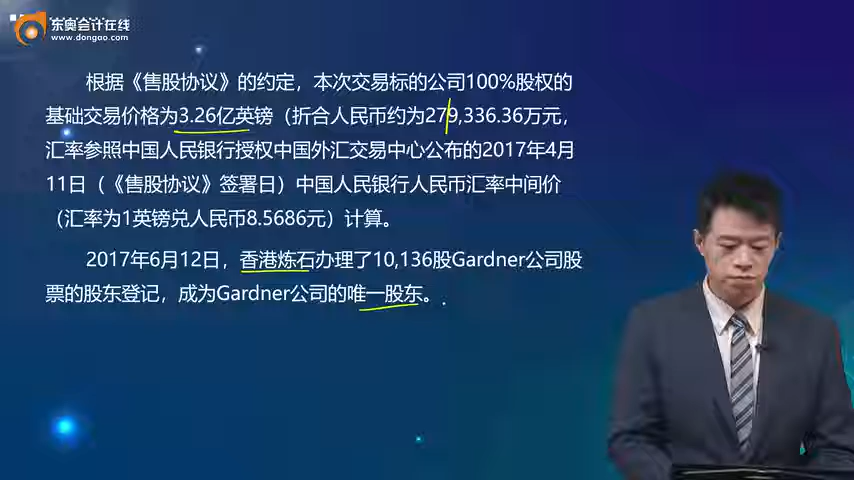 东奥会计在线
www.dongao.com
根据《售股协议》的约定，本次交易标的公司100%股权的
基础交易价格为3.26亿英镑（折合人民币约为279,336.36万元，
汇率参照中国人民银行授权中国外汇交易中心公布的2017年4月
11日（《售股协议》签署日）中国人民银行人民币汇率中间价
（汇率为1英镑兑人民币8.5686元）计算。
2017年6月12日，香港炼石办理了10,136股Gardner公司股
票的股东登记，成为Gardner公司的唯一股东。